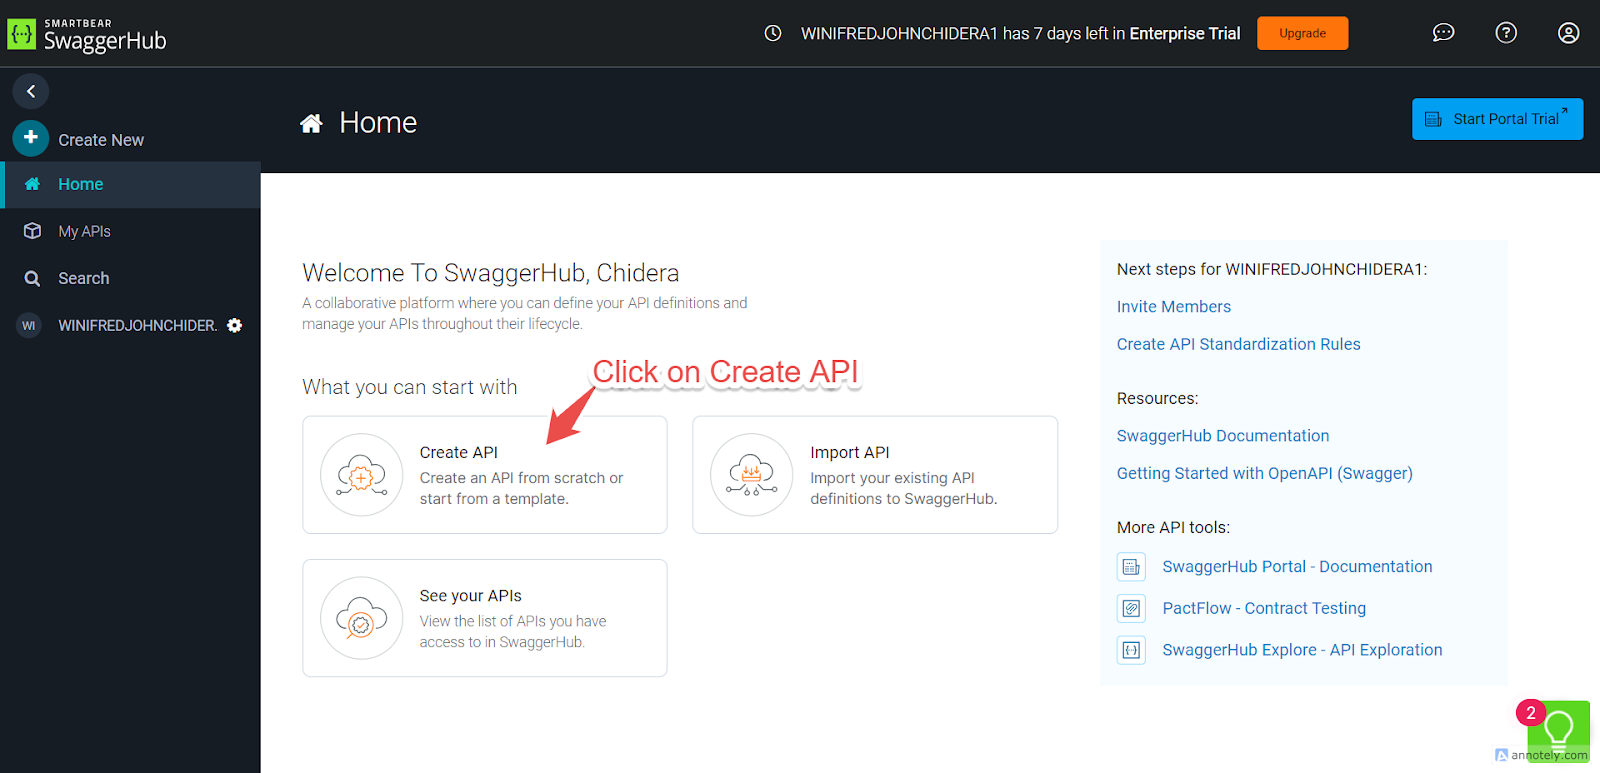 SMARTBEAR
SwaggerHub
WINIFREDJOHNCHIDERA1 has 7 days left in Enterprise Trial
Upgrade
Create New
Home
My APIs
Search
WI
WINIFREDJOHNCHIDER.
Home
Start Portal Trial
Welcome To SwaggerHub, Chidera
A collaborative platform where you can define your API definitions and
manage your APIs throughout their lifecycle.
What you can start with
Click on Create API
Create API
Create an API from scratch or
start from a template.
Import API
Import your existing API
definitions to SwaggerHub.
See your APIs
View the list of APIs you have
access to in SwaggerHub.
Next steps for WINIFREDJOHNCHIDERA1:
Invite Members
Create API Standardization Rules
Resources:
SwaggerHub Documentation
Getting Started with OpenAPI (Swagger)
More API tools:
SwaggerHub Portal - Documentation
PactFlow - Contract Testing
SwaggerHub Explore - API Exploration
2
annotely.com